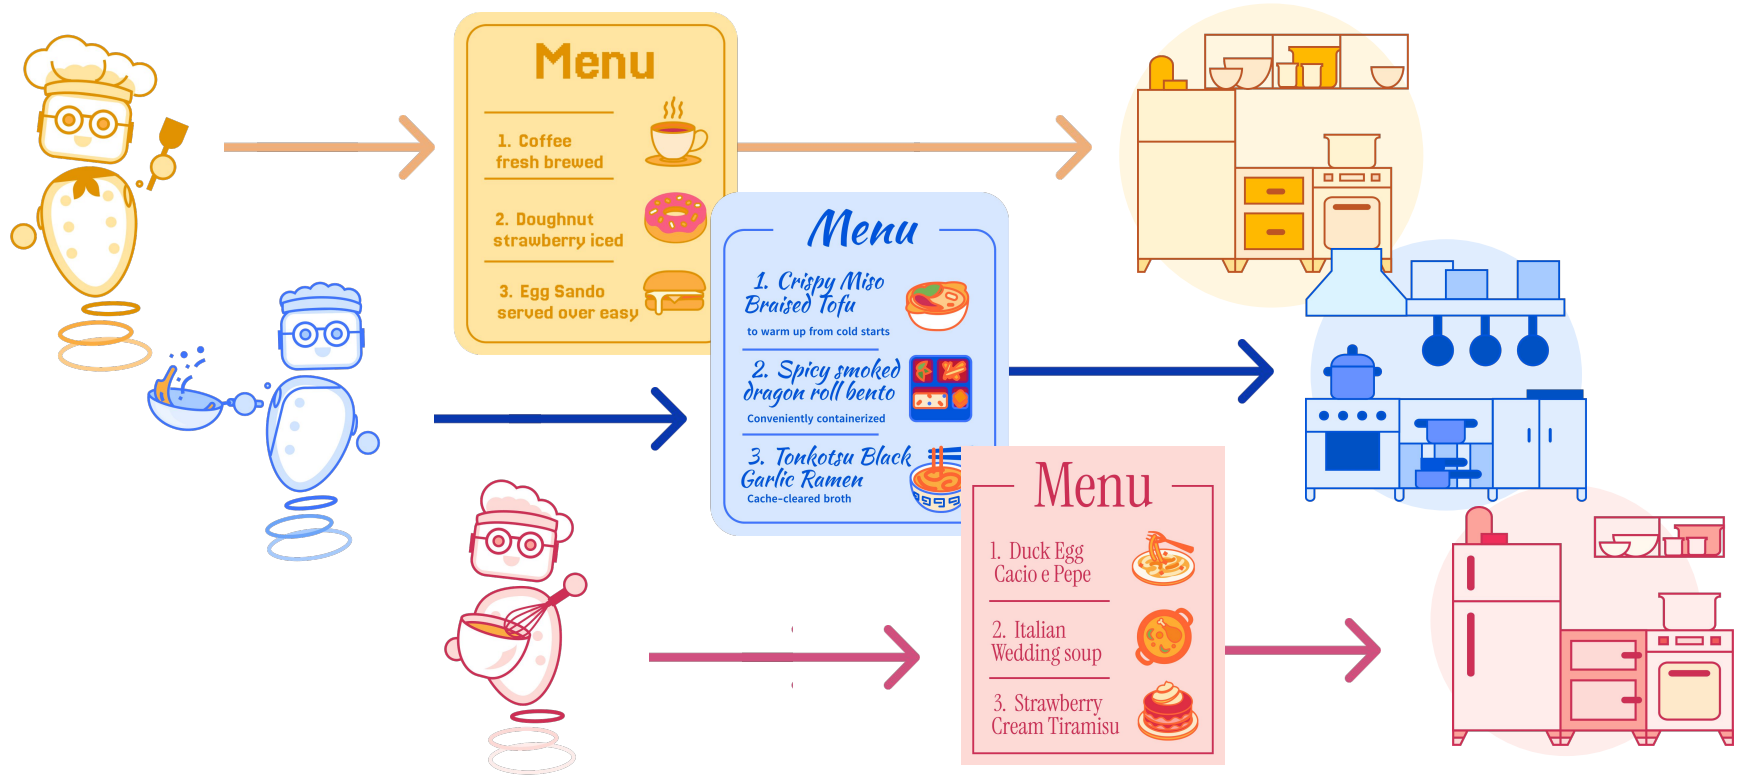 Menu
1. Coffee
fresh brewed
2. Doughnut
strawberry iced
3. Egg Sando
served over easy
Menu
1. Crispy Miso
Braised Tofu
to warm up from cold starts
2. Spicy smoked
dragon roll bento
Conveniently containerized
3. Tonkotsu Black
Garlic Ramen
Cache-cleared broth
Menu
1. Duck Egg
Cacio e Pepe
2. Italian
Wedding soup
3. Strawberry
Cream Tiramisu